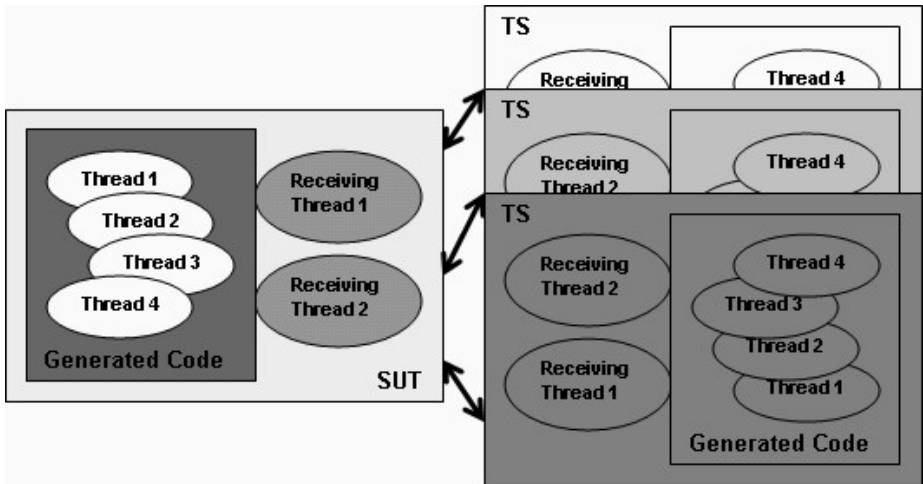 Thread 1
Thread 2
Thread 3
Thread 4
Generated Code
Receiving
Thread 1
Receiving
Thread 2
SUT
TS
Receiving
Thread 4
TS
Receiving
Thread 2
Thread 4
TS
Receiving
Thread 2
Receiving
Thread 1
Thread 4
Thread 3
Thread 2
Thread 1
Generated Code